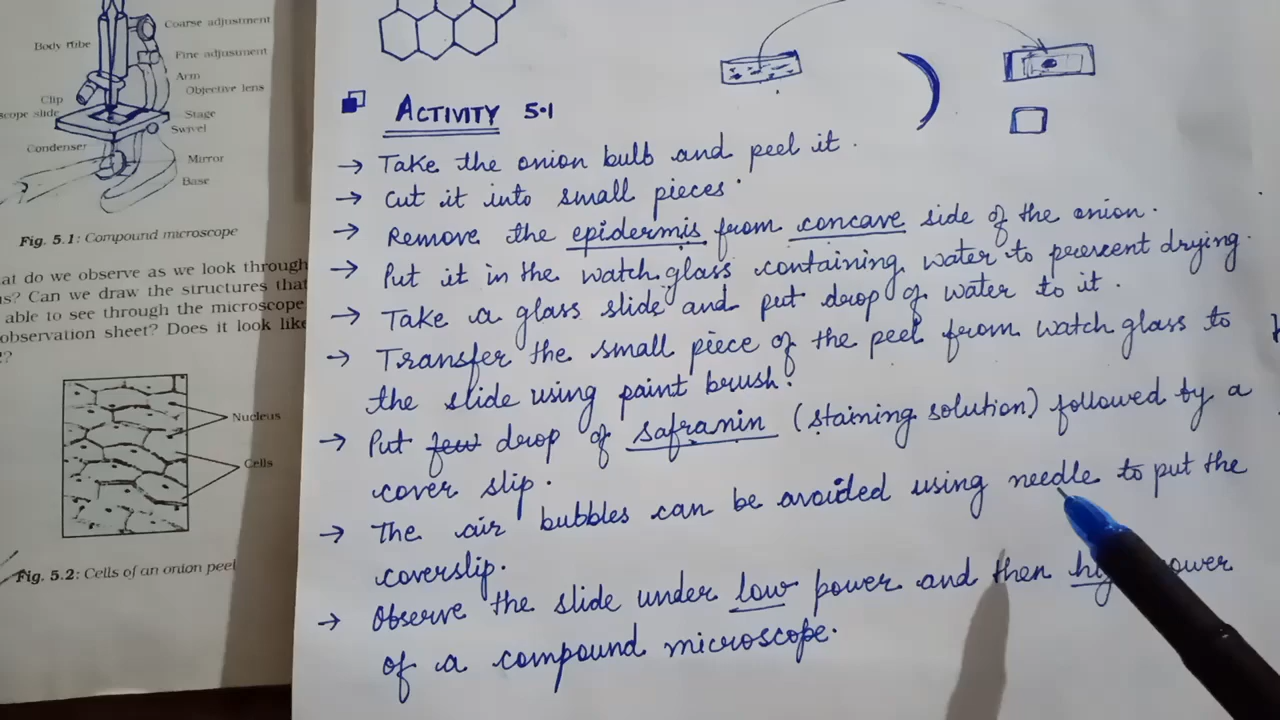 Coarse adjustment
Body tube
Fine adjustment
Arm
Objective lens
Clip
scope slide
Stage
Swivel
Condenser
Mirror
Base
Fig. 5.1: Compound microscope
at do we observe as we look through
s? Can we draw the structures that
able to see through the microscope
observation sheet? Does it look like
?
Nucleus
Cells
Fig. 5.2: Cells of an onion peel
ACTIVITY 5.1
→ Take the onion bulb and peel it.
→ Cut it into small pieces.
→ Remove the epidermis from concave side of the onion.
→ Put it in the watch glass containing water to prevent drying.
→ Take a glass slide and put drop of water to it.
→ Transfer the small piece of the peel from watch glass to
the slide using paint brush.
→ Put few drop of safranin (staining solution) followed by a
cover slip.
→ The air bubbles can be avoided using needle to put the
coverslip.
→ Observe the slide under low power and then high power
of a compound microscope.